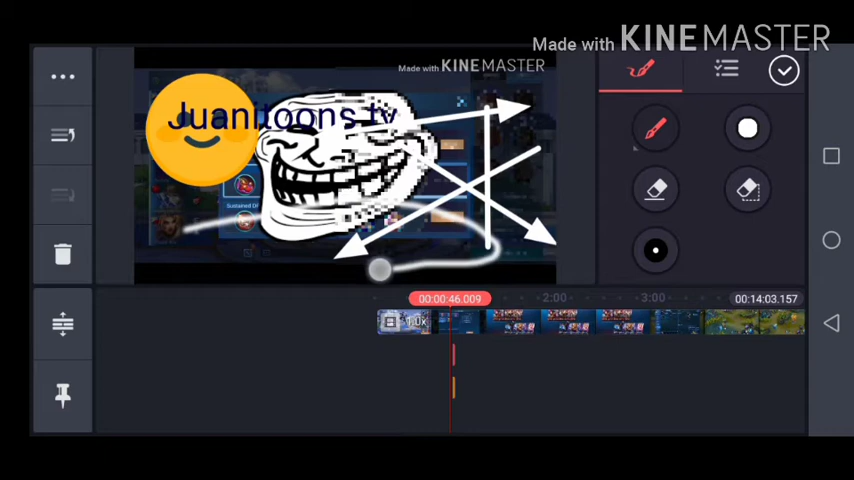 Made with KINEMASTER
Made with KINEMASTER
Juanitoons.tv
Sustained D
00:00:46.009
2:00
3:00
00:14:03.157
1.0x